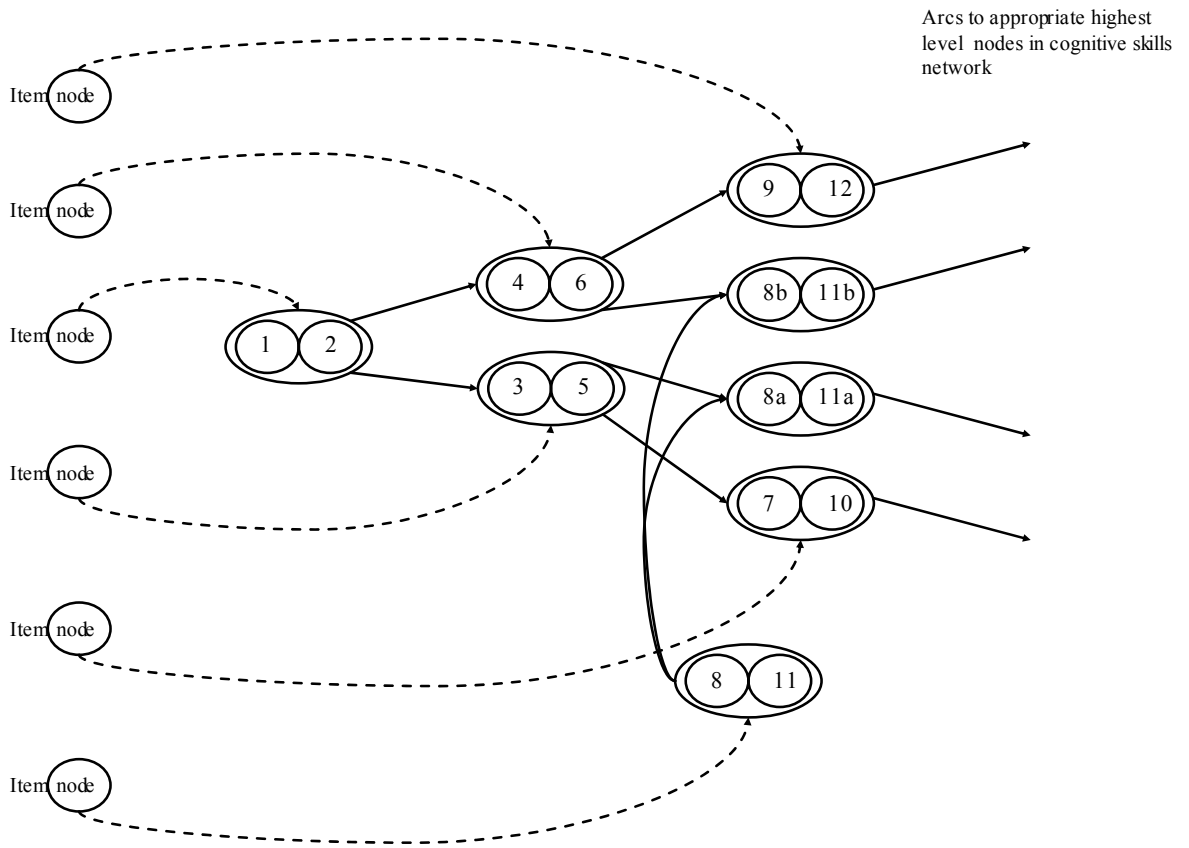 Arcs to appropriate highest
level nodes in cognitive skills
network
Item node
9 12
Item node
4 6
8b 11b
Item node
1 2
3 5
8a 11a
Item node
7 10
Item node
8 11
Item node